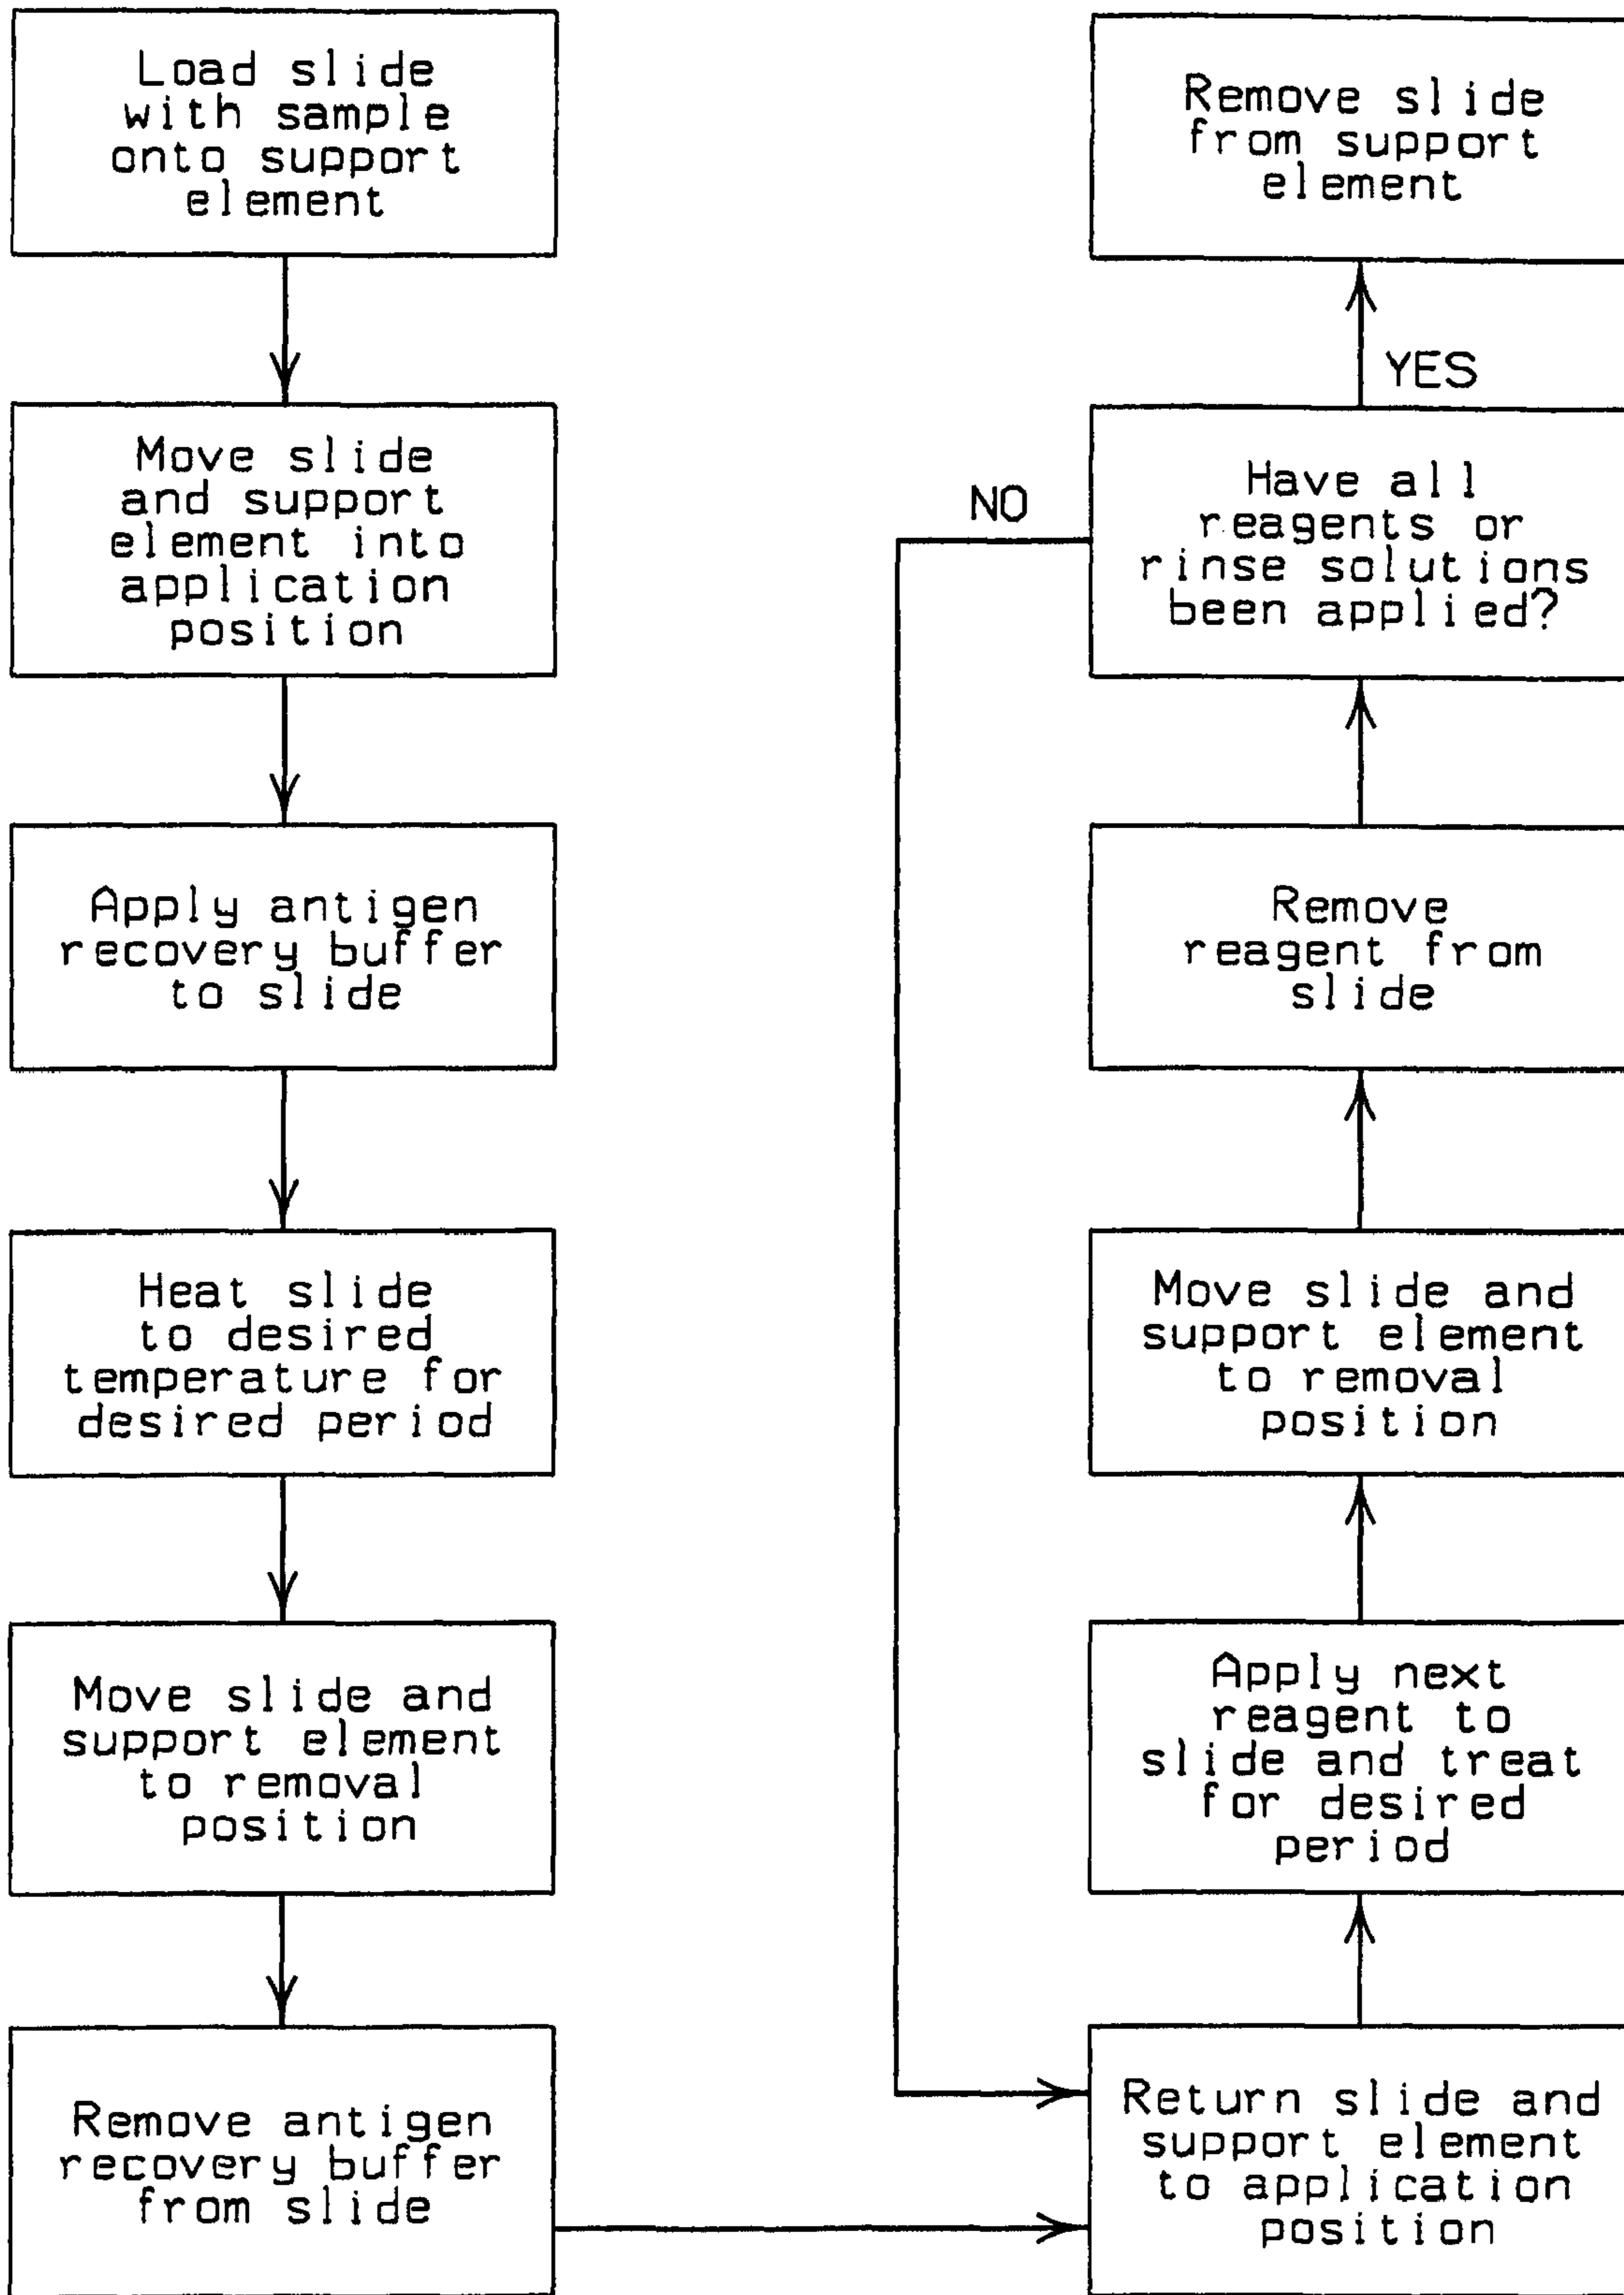 Load slide
with sample
onto support
element
Move slide
and support
element into
application
position
Apply antigen
recovery buffer
to slide
Heat slide
to desired
temperature for
desired period
Move slide and
support element
to removal
position
Remove antigen
recovery buffer
from slide
Return slide and
support element
to application
position
Apply next
reagent to
slide and treat
for desired
period
Move slide and
support element
to removal
position
Remove
reagent from
slide
Have all
reagents or
rinse solutions
been applied?
NO
YES
Remove slide
from support
element